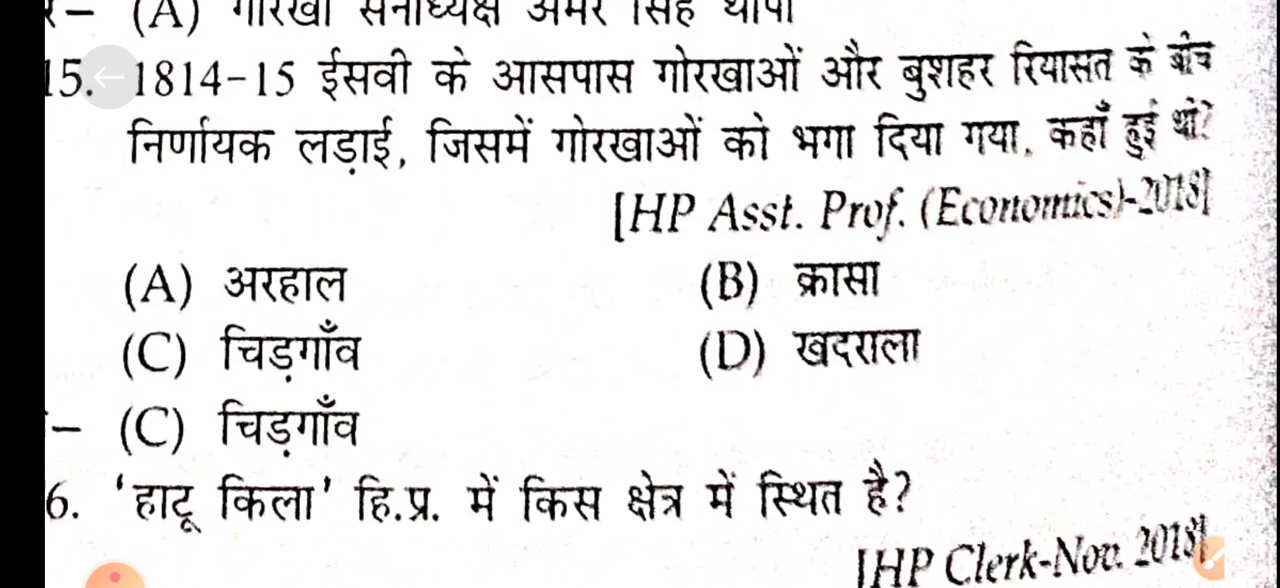 र– (A) गोरखा सेनाध्यक्ष अमर सिंह थापा
15. 1814-15 ईसवी के आसपास गोरखाओं और बुशहर रियासत के बीच
निर्णायक लड़ाई, जिसमें गोरखाओं को भगा दिया गया, कहाँ हुई थी?
[HP Asst. Prof. (Economics)-2018]
(A) अरहाल (B) क्रासा
(C) चिड़गाँव (D) खदराला
– (C) चिड़गाँव
6. 'हाटू किला' हि.प्र. में किस क्षेत्र में स्थित है?
[HP Clerk-Nov. 2018]